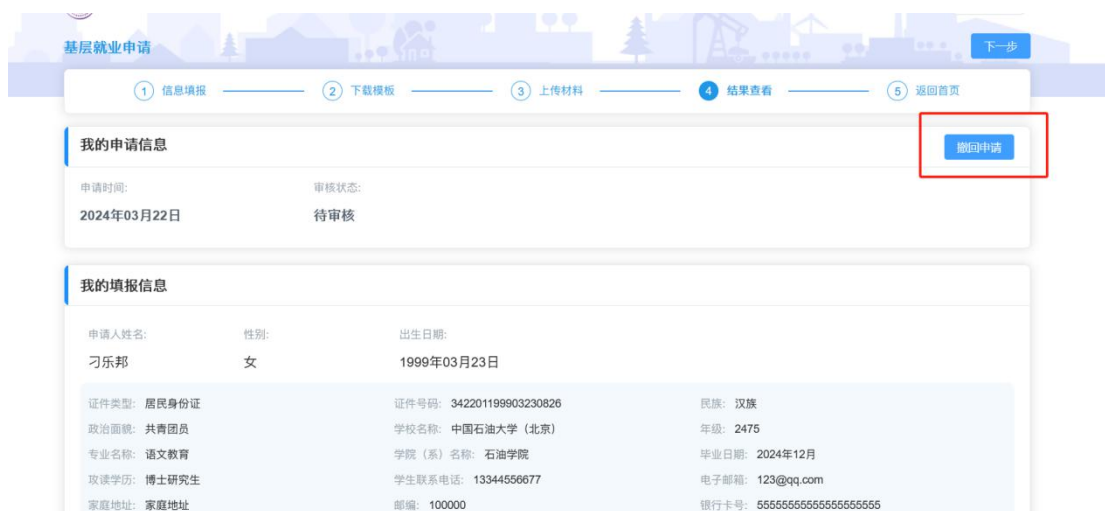 基层就业申请
下一步
1 信息填报 2 下载模板 3 上传材料 4 结果查看 5 返回首页
我的申请信息
撤回申请
申请时间: 审核状态:
2024年03月22日 待审核
我的填报信息
申请人姓名: 性别: 出生日期:
刁乐邦 女 1999年03月23日
证件类型: 居民身份证 证件号码: 342201199903230826 民族: 汉族
政治面貌: 共青团员 学校名称: 中国石油大学（北京） 年级: 2475
专业名称: 语文教育 学院（系）名称: 石油学院 毕业日期: 2024年12月
攻读学历: 博士研究生 学生联系电话: 13344556677 电子邮箱: 123@qq.com
家庭地址: 家庭地址 邮编: 100000 银行卡号: 55555555555555555555